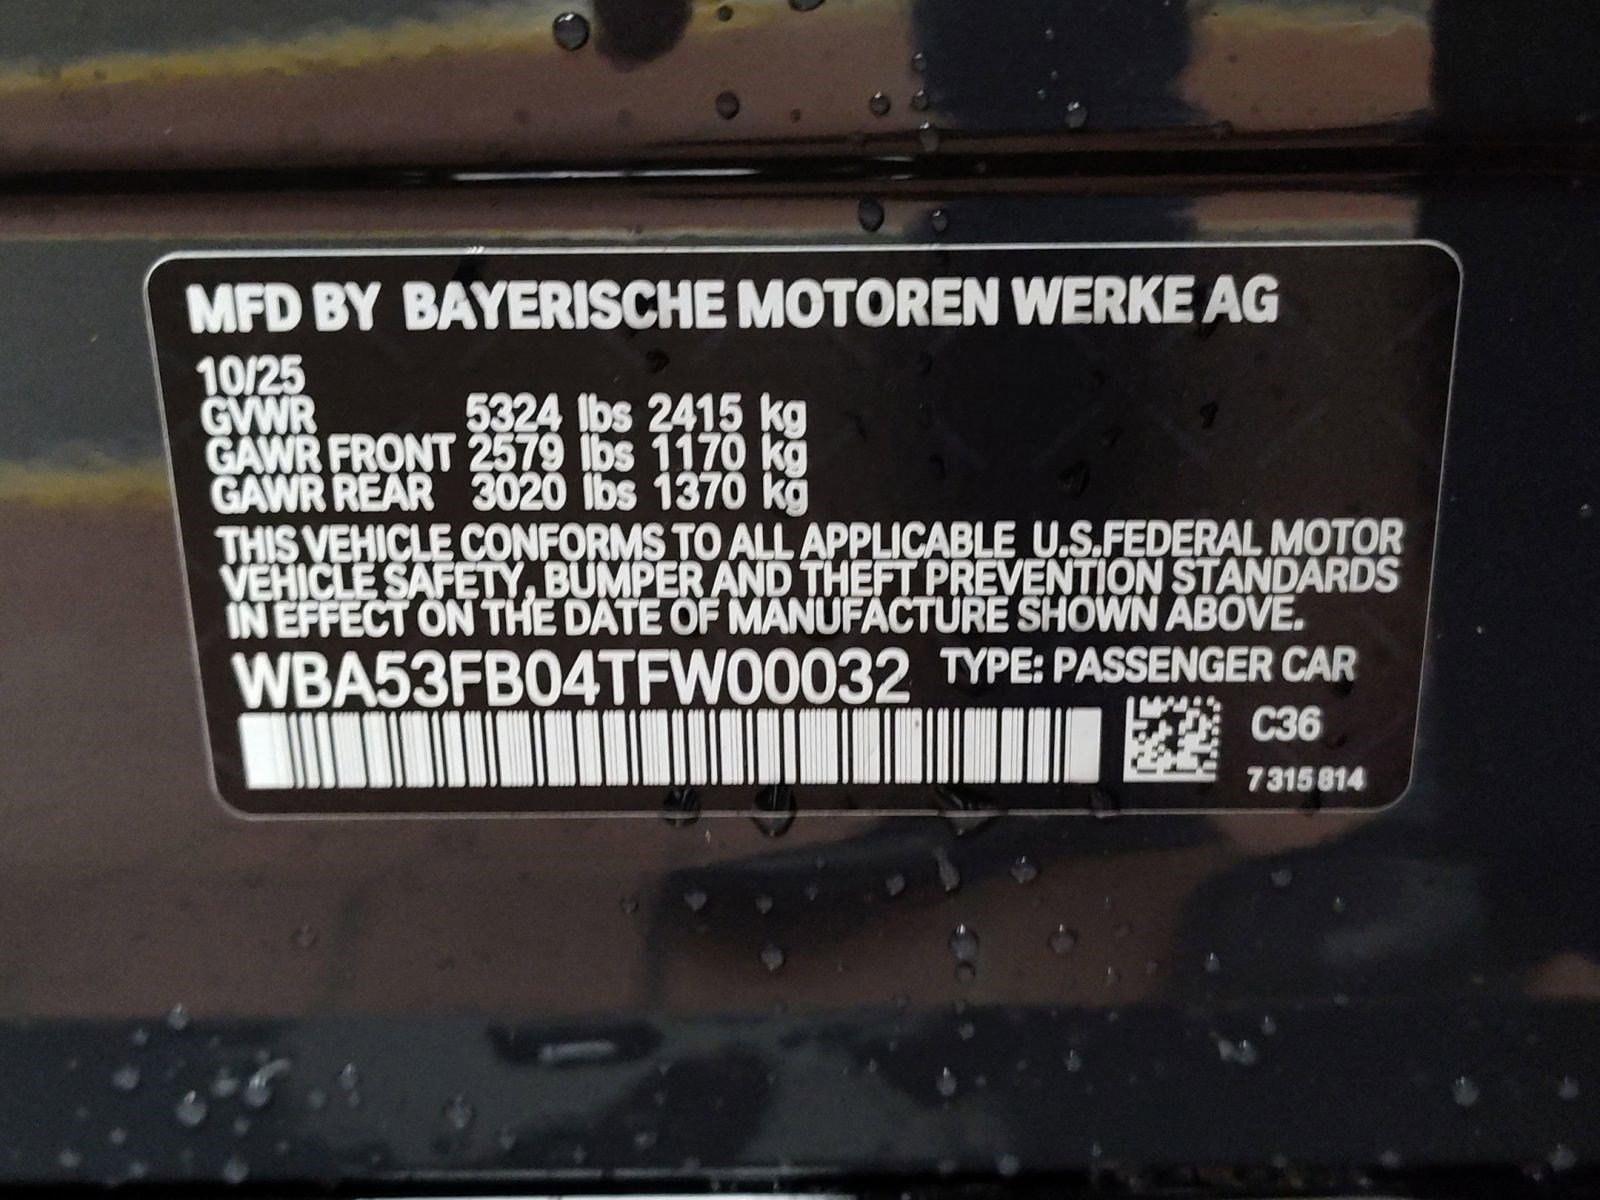 MFD BY BAYERISCHE MOTOREN WERKE AG
10/25
GVWR 5324 lbs 2415 kg
GAWR FRONT 2579 lbs 1170 kg
GAWR REAR 3020 lbs 1370 kg
THIS VEHICLE CONFORMS TO ALL APPLICABLE U.S.FEDERAL MOTOR
VEHICLE SAFETY, BUMPER AND THEFT PREVENTION STANDARDS
IN EFFECT ON THE DATE OF MANUFACTURE SHOWN ABOVE.
WBA53FB04TFW00032 TYPE: PASSENGER CAR
C36
7 315 814